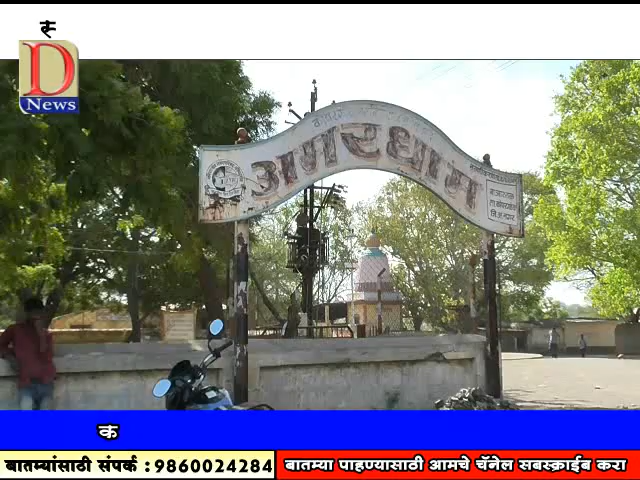 स्
D
NEWS
अमरधाम
क
बातम्यांसाठी संपर्क : 9860024284
बातम्या पाहण्यासाठी आमचे चॅनेल सबस्क्राईब करा